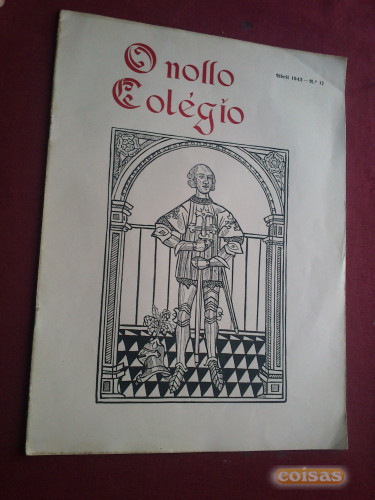 O nosso
Colégio
Abril 1943 - N.º 11
coisas